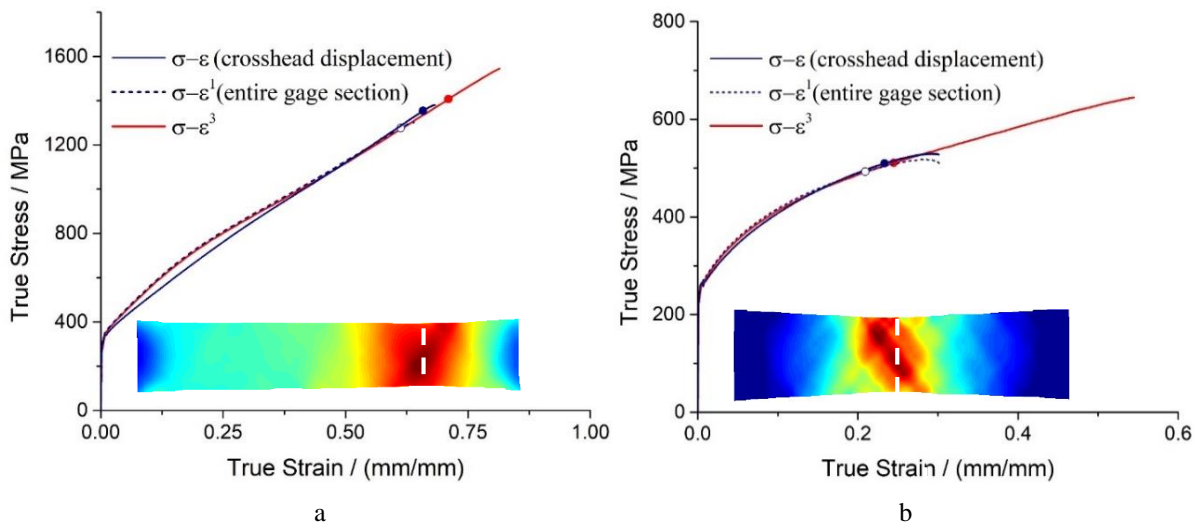 1600
1200
800
400
0
True Stress / MPa
σ–ε (crosshead displacement)
σ–ε¹(entire gage section)
σ–ε³
0.00
0.25
0.50
0.75
1.00
True Strain / (mm/mm)
a
800
600
400
200
0
True Stress / MPa
σ–ε (crosshead displacement)
σ–ε¹(entire gage section)
σ–ε³
0.0
0.2
0.4
0.6
True Strain / (mm/mm)
b